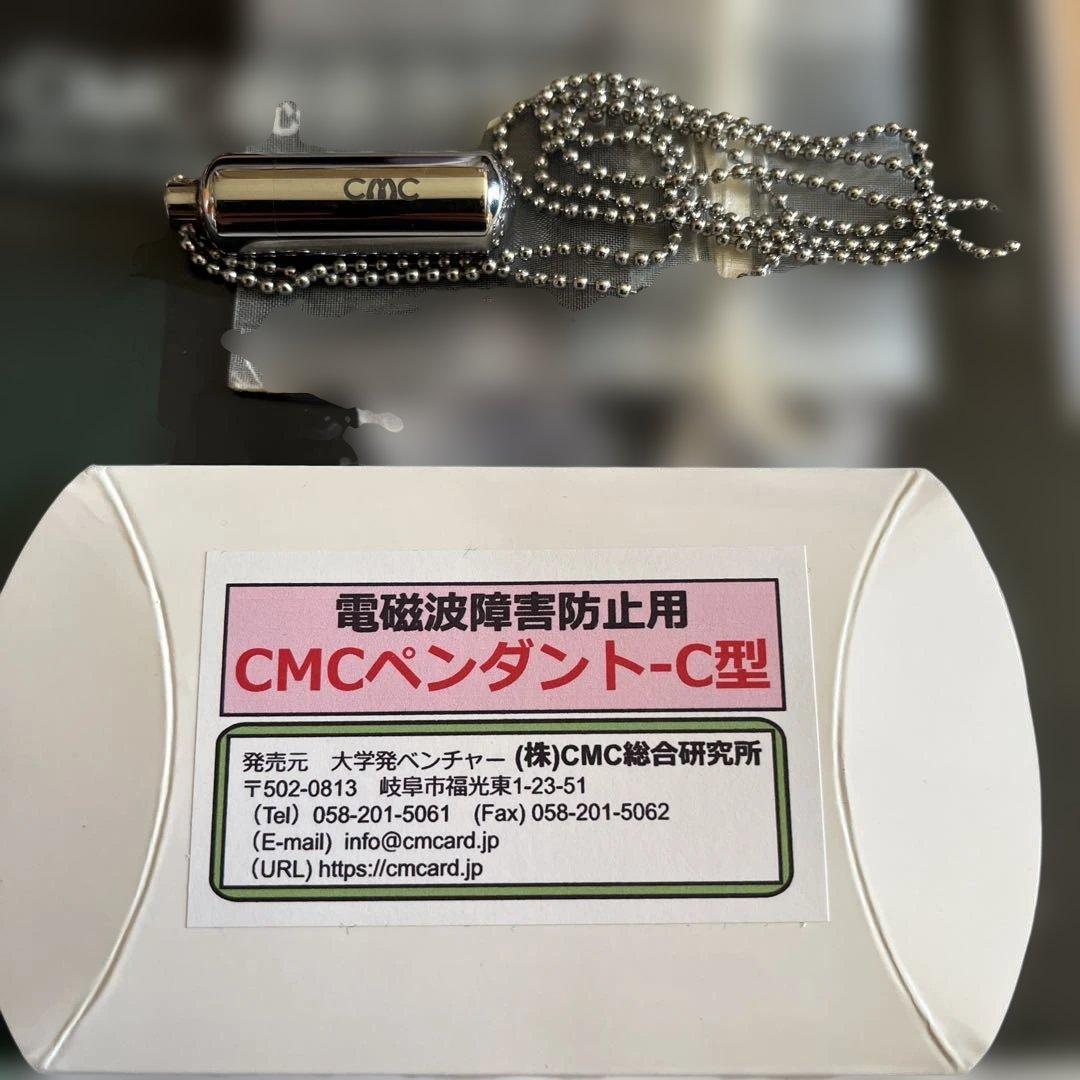 CMC
電磁波障害防止用
CMCペンダント-C型
発売元　大学発ベンチャー (株)CMC総合研究所
〒502-0813　岐阜市福光東1-23-51
（Tel）058-201-5061　(Fax) 058-201-5062
（E-mail）info@cmcard.jp
（URL) https://cmcard.jp